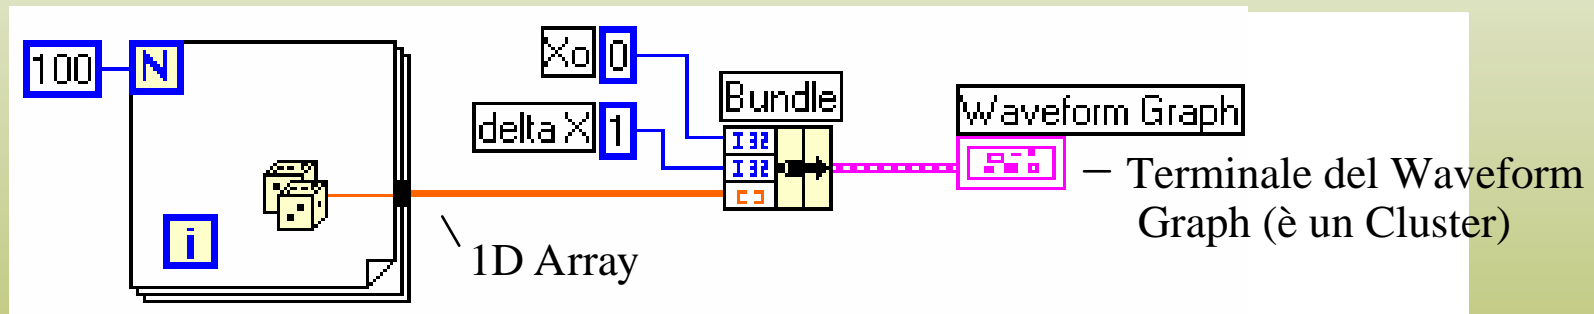 100
N
i
1D Array
Xo 0
delta X 1
Bundle
I32
I32
Waveform Graph
Terminale del Waveform
Graph (è un Cluster)